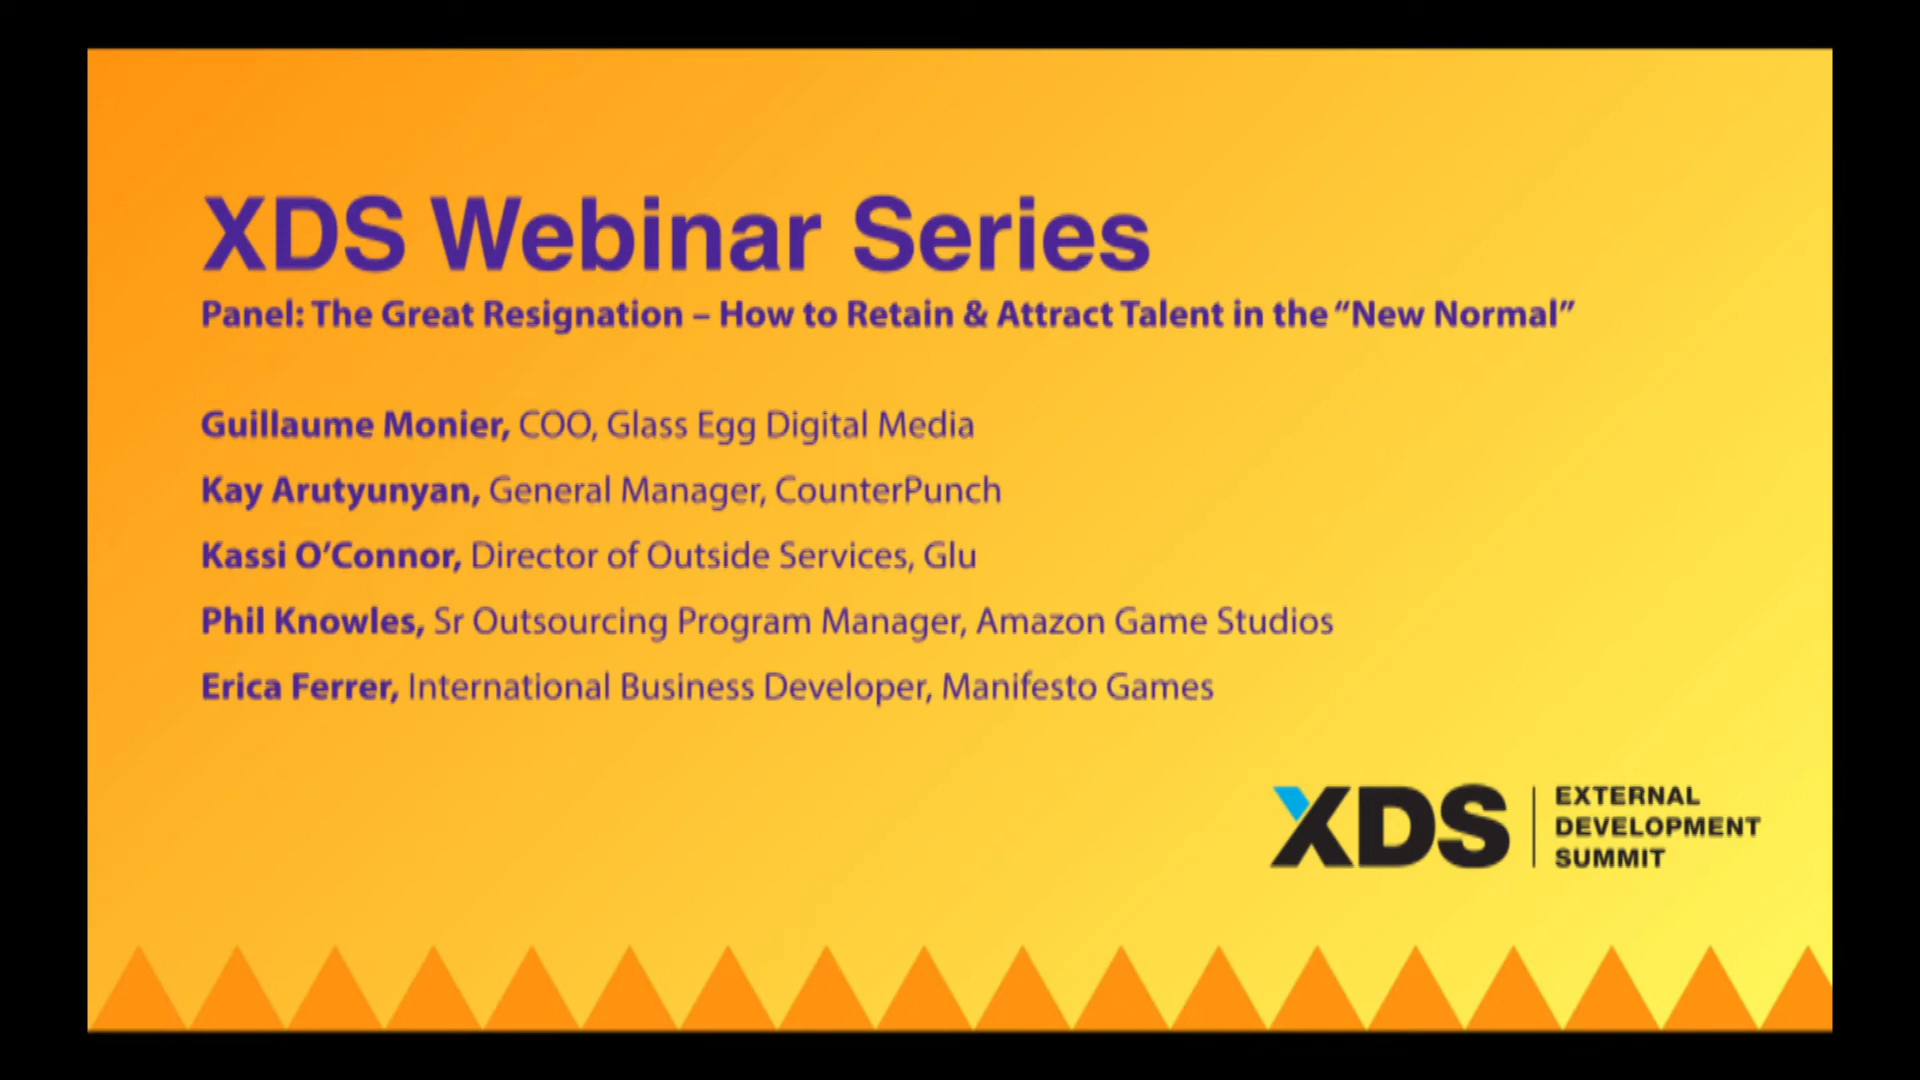 XDS Webinar Series
Panel: The Great Resignation – How to Retain & Attract Talent in the “New Normal”
Guillaume Monier, COO, Glass Egg Digital Media
Kay Arutyunyan, General Manager, CounterPunch
Kassi O’Connor, Director of Outside Services, Glu
Phil Knowles, Sr Outsourcing Program Manager, Amazon Game Studios
Erica Ferrer, International Business Developer, Manifesto Games
XDS
EXTERNAL
DEVELOPMENT
SUMMIT